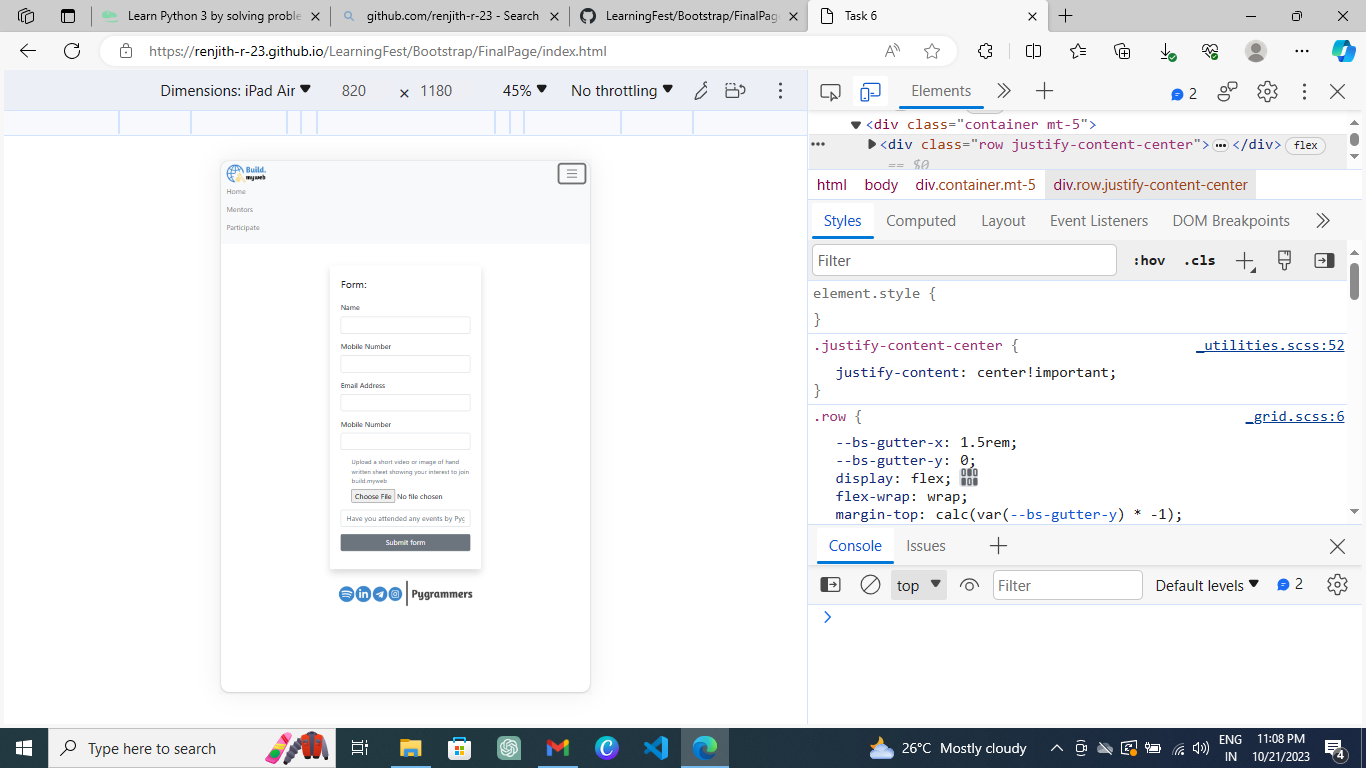 Learn Python 3 by solving proble
github.com/renjith-r-23 - Search
LearningFest/Bootstrap/FinalPage
Task 6
https://renjith-r-23.github.io/LearningFest/Bootstrap/FinalPage/index.html
Dimensions: iPad Air 820 × 1180 45% No throttling
Build.
myweb
Home
Mentors
Participate
Form:
Name
Mobile Number
Email Address
Mobile Number
Upload a short video or image of hand
written sheet showing your interest to join
build.myweb
Choose File No file chosen
Have you attended any events by Pyg
Submit form
Pygrammers
Elements 2
<div class="container mt-5">
<div class="row justify-content-center"> ••• </div> flex
== $0
html body div.container.mt-5 div.row.justify-content-center
Styles Computed Layout Event Listeners DOM Breakpoints
Filter :hov .cls
element.style {
}
.justify-content-center { _utilities.scss:52
justify-content: center!important;
}
.row { _grid.scss:6
--bs-gutter-x: 1.5rem;
--bs-gutter-y: 0;
display: flex;
flex-wrap: wrap;
margin-top: calc(var(--bs-gutter-y) * -1);
Console Issues
top Filter Default levels 2
Type here to search
26°C Mostly cloudy
ENG
IN
11:08 PM
10/21/2023
4